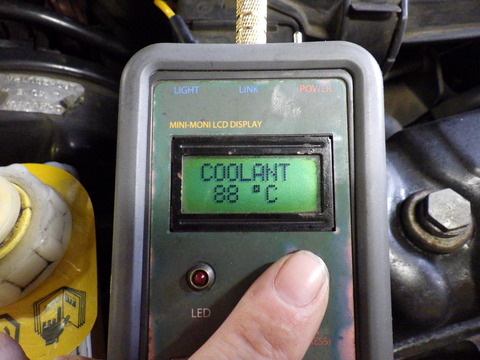 LIGHT LINK POWER
MINI-MONI LCD DISPLAY
COOLANT
88 °C
LED